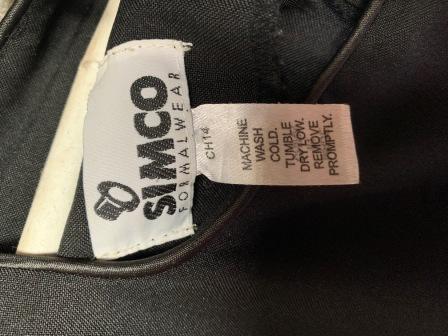 SIMCO
FORMALWEAR
CH14
MACHINE
WASH
COLD.
TUMBLE
DRY LOW.
REMOVE
PROMPTLY.